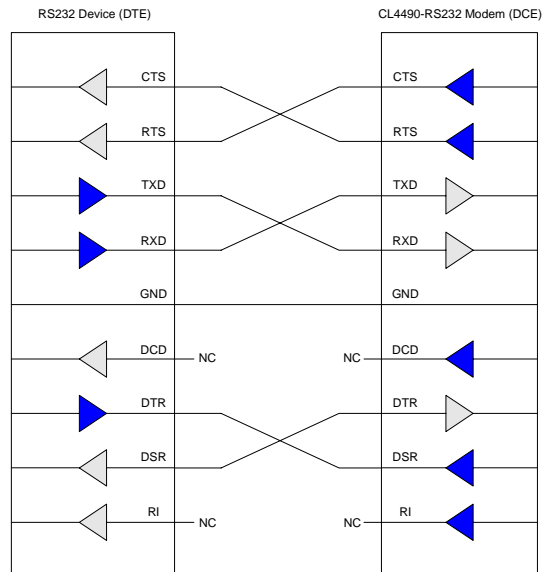 RS232 Device (DTE)
CL4490-RS232 Modem (DCE)
CTS
CTS
RTS
RTS
TXD
TXD
RXD
RXD
GND
GND
DCD
NC
NC
DCD
DTR
DTR
DSR
DSR
RI
NC
NC
RI